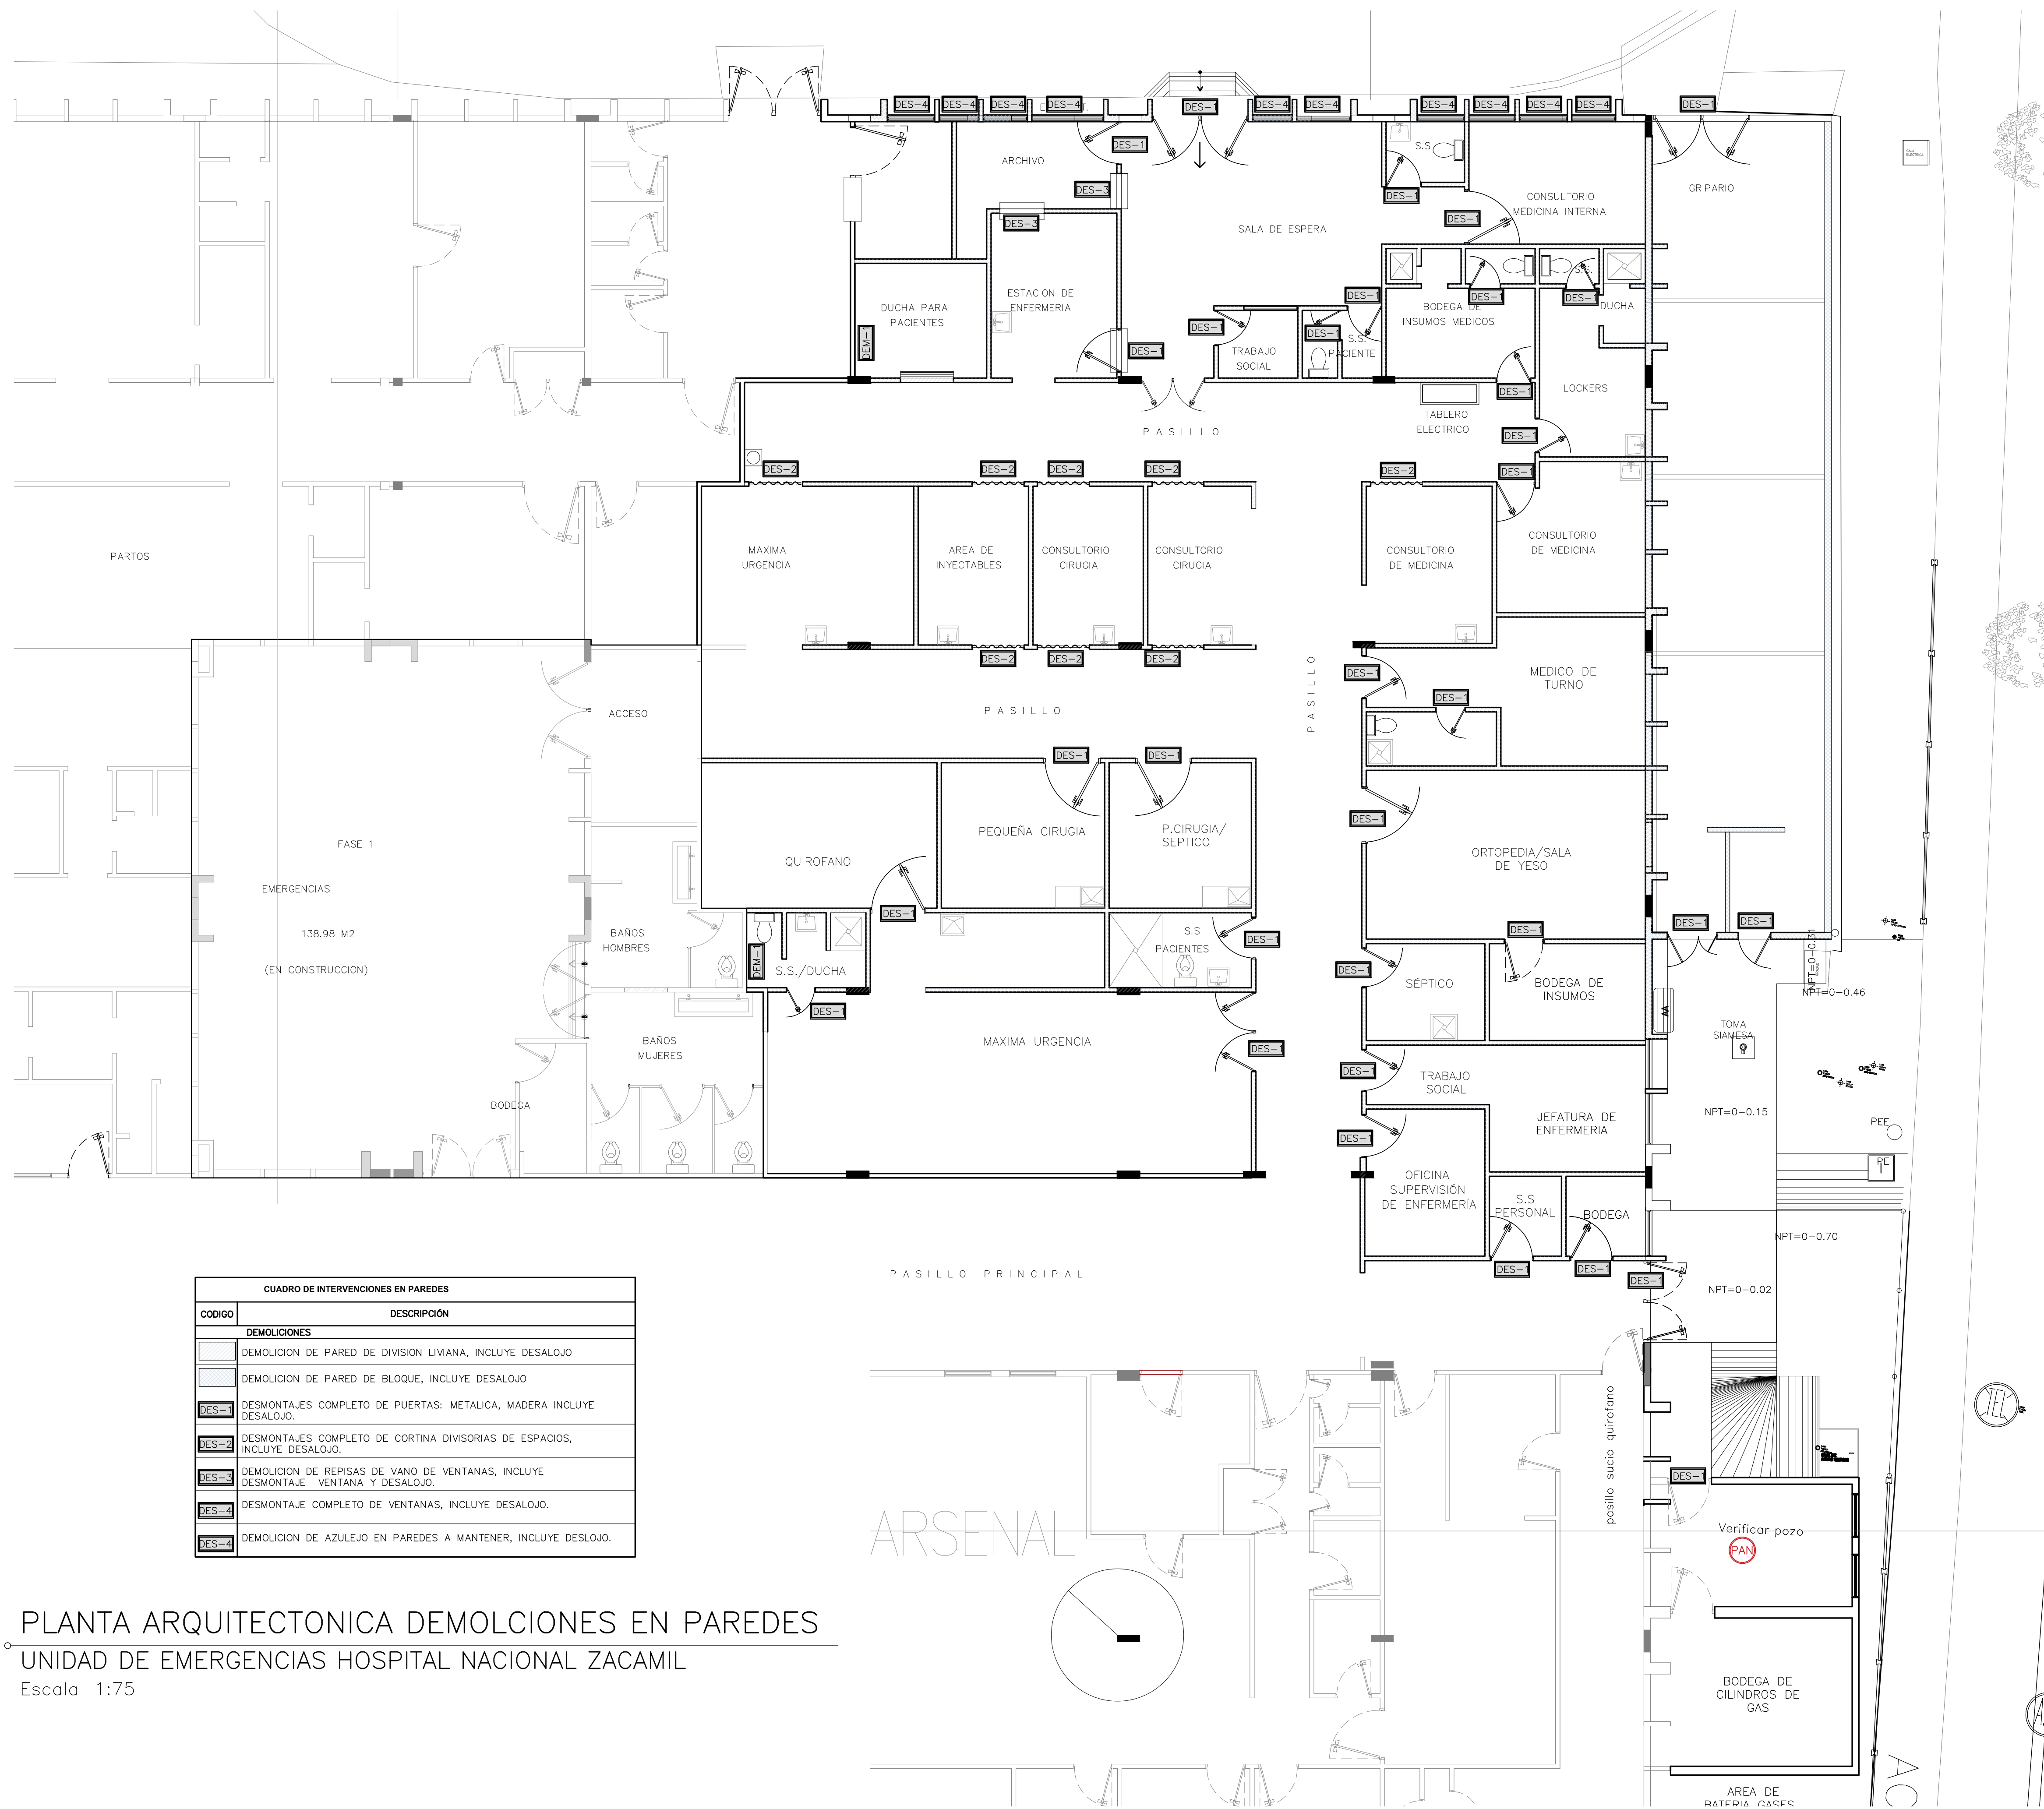 DES-4
DES-4
DES-4
DES-4
DES-1
DES-4
DES-4
DES-4
DES-4
DES-4
DES-4
DES-1
ARCHIVO
DES-1
DES-3
DES-3
S.S
DES-1
CONSULTORIO
MEDICINA INTERNA
DES-1
GRIPARIO
CAJA
ELECTRICA
SALA DE ESPERA
DUCHA PARA
PACIENTES
DEM-1
ESTACION DE
ENFERMERIA
DES-1
DES-1
TRABAJO
SOCIAL
DES-1
DES-1
S.S.
PACIENTE
BODEGA DE
INSUMOS MEDICOS
DES-1
DES-1
S.S.
DUCHA
DES-1
LOCKERS
TABLERO
ELECTRICO
DES-1
PASILLO
DES-2
DES-2
DES-2
DES-2
DES-2
DES-1
PARTOS
MAXIMA
URGENCIA
AREA DE
INYECTABLES
CONSULTORIO
CIRUGIA
CONSULTORIO
CIRUGIA
CONSULTORIO
DE MEDICINA
CONSULTORIO
DE MEDICINA
DES-2
DES-2
DES-2
DES-1
DES-1
MEDICO DE
TURNO
ACCESO
PASILLO
PASILLO
DES-1
DES-1
DES-1
FASE 1
EMERGENCIAS
138.98 M2
(EN CONSTRUCCION)
QUIROFANO
PEQUEÑA CIRUGIA
P.CIRUGIA/
SEPTICO
ORTOPEDIA/SALA
DE YESO
DES-1
DES-1
DES-1
DES-1
BAÑOS
HOMBRES
DEM-1
S.S./DUCHA
S.S
PACIENTES
DES-1
DES-1
SÉPTICO
BODEGA DE
INSUMOS
NPT=0-0.31
NPT=0-0.46
AA
TOMA
SIAMESA
DES-1
MAXIMA URGENCIA
DES-1
BAÑOS
MUJERES
DES-1
TRABAJO
SOCIAL
BODEGA
JEFATURA DE
ENFERMERIA
NPT=0-0.15
PEE
DES-1
PE
OFICINA
SUPERVISIÓN
DE ENFERMERÍA
S.S
PERSONAL
BODEGA
NPT=0-0.70
DES-1
DES-1
DES-1
NPT=0-0.02
PASILLO PRINCIPAL
CUADRO DE INTERVENCIONES EN PAREDES
CODIGO DESCRIPCIÓN
DEMOLICIONES
DEMOLICION DE PARED DE DIVISION LIVIANA, INCLUYE DESALOJO
DEMOLICION DE PARED DE BLOQUE, INCLUYE DESALOJO
DES-1 DESMONTAJES COMPLETO DE PUERTAS: METALICA, MADERA INCLUYE
DESALOJO.
DES-2 DESMONTAJES COMPLETO DE CORTINA DIVISORIAS DE ESPACIOS,
INCLUYE DESALOJO.
DES-3 DEMOLICION DE REPISAS DE VANO DE VENTANAS, INCLUYE
DESMONTAJE VENTANA Y DESALOJO.
DES-4 DESMONTAJE COMPLETO DE VENTANAS, INCLUYE DESALOJO.
DES-4 DEMOLICION DE AZULEJO EN PAREDES A MANTENER, INCLUYE DESLOJO.
pasillo sucio quirofano
TEL
DES-1
ARSENAL
Verificar pozo
PAN
PLANTA ARQUITECTONICA DEMOLCIONES EN PAREDES
UNIDAD DE EMERGENCIAS HOSPITAL NACIONAL ZACAMIL
Escala 1:75
BODEGA DE
CILINDROS DE
GAS
AREA DE
BATERIA GASES